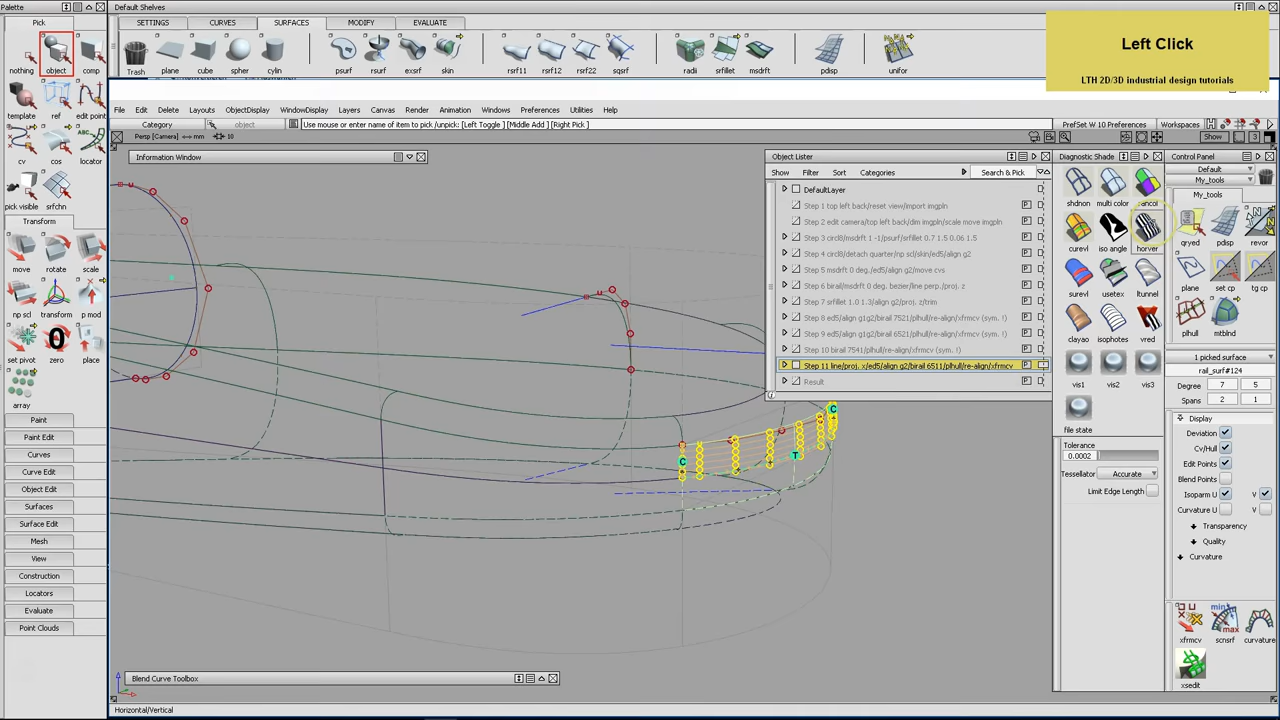 Palette
Pick
nothing
object
comp
template
ref
edit point
cv
cos
locator
pick visible
srfchn
Transform
move
rotate
scale
np scl
transform
p mod
set pivot
zero
place
array
Paint
Paint Edit
Curves
Curve Edit
Object Edit
Surfaces
Surface Edit
Mesh
View
Construction
Locators
Evaluate
Point Clouds
Default Shelves
SETTINGS CURVES SURFACES MODIFY EVALUATE
Trash plane cube spher cylin psurf rsurf exrsf skin rsrf11 rsrf12 rsrf22 sqsrf radii srfillet msdrft pdisp unifor
Left Click
LTH 2D/3D industrial design tutorials
File Edit Delete Layouts ObjectDisplay WindowDisplay Layers Canvas Render Animation Windows Preferences Utilities Help
Category
object
Use mouse or enter name of item to pick /unpick: [Left Toggle ] [Middle Add ] [Right Pick ]
PrefSet W 10 Preferences
Workspaces
Persp [Camera] mm
Show
Information Window
Object Lister
Show Filter Sort Categories Search & Pick
DefaultLayer
Step 1 top left back/reset view/import imgpln
Step 2 edit camera/top left back/dim imgpln/scale move imgpln
Step 3 circl8/msdrft 1 -1/psurf/srfillet 0.7 1.5 0.06 1.5
Step 4 circl8/detach quarter/np scl/skin/ed5/align g2
Step 5 msdrft 0 deg./ed5/align g2/move cvs
Step 6 birail/msdrft 0 deg. bezier/line perp./proj. z
Step 7 srfillet 1.0 1.3/align g2/proj. z/trim
Step 8 ed5/align g1g2/birail 7521/plhull/re-align/xfrmcv (sym. !)
Step 9 ed5/align g1g2/birail 6521/plhull/re-align/xfrmcv (sym. !)
Step 10 birail 7541/plhull/re-align/xfrmcv (sym. !)
Step 11 line/proj. x/ed5/align g2/birail 6511/plhull/re-align/xfrmcv
Result
C
C
T
Blend Curve Toolbox
Horizontal/Vertical
Diagnostic Shade
shdnon
multi color
rancol
curevl
iso angle
horver
surevl
usetex
ltunnel
clayao
isophotes
vred
vis1
vis2
vis3
file state
Tolerance
0.0002
Tessellator
Accurate
Limit Edge Length
Control Panel
Default
My_tools
My_tools
qryed
pdisp
revor
plane
set cp
tg cp
plhull
mtblnd
1 picked surface
rail_surf#124
Degree 7 5
Spans 2 1
Display
Deviation
Cv/Hull
Edit Points
Blend Points
Isoparm U V
Curvature U V
Transparency
Quality
Curvature
xfrmcv
scnsrf
curvature
xsedit